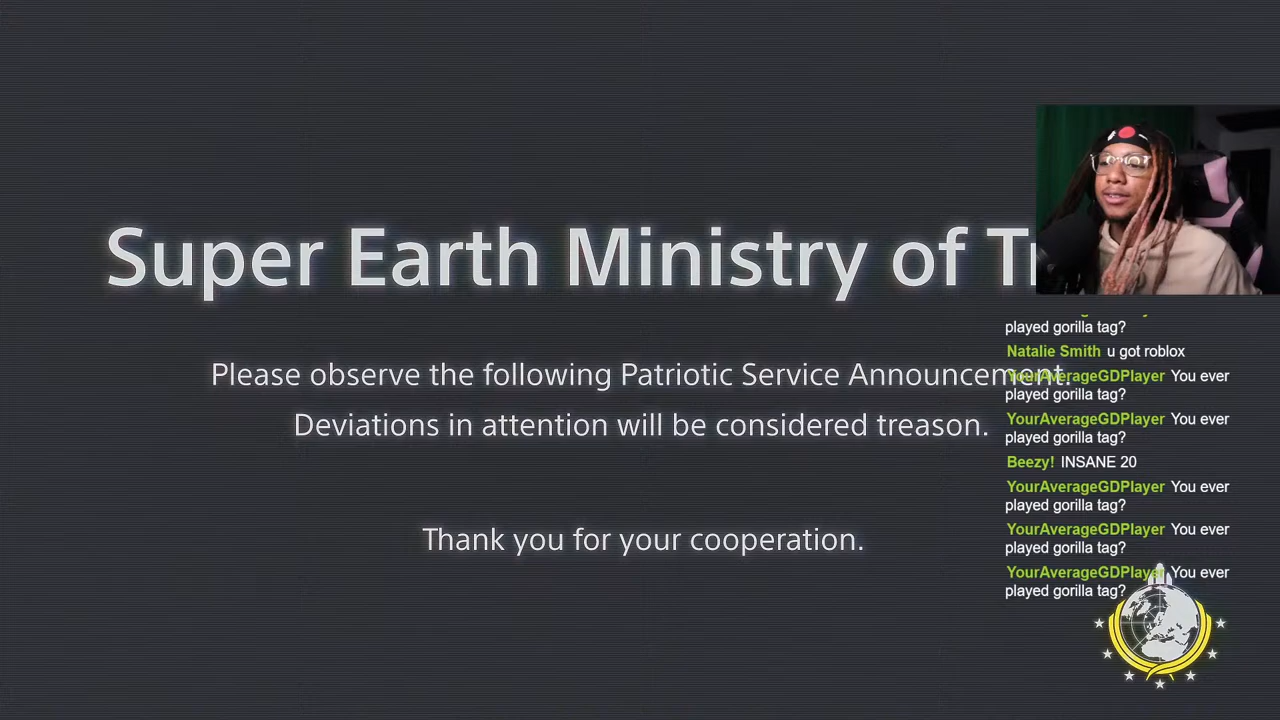 Super Earth Ministry of
Please observe the following Patriotic Service Announcement.
Deviations in attention will be considered treason.
Thank you for your cooperation.
played gorilla tag?
Natalie Smith u got roblox
YourAverageGDPlayer You ever
played gorilla tag?
YourAverageGDPlayer You ever
played gorilla tag?
Beezy! INSANE 20
YourAverageGDPlayer You ever
played gorilla tag?
YourAverageGDPlayer You ever
played gorilla tag?
YourAverageGDPlayer You ever
played gorilla tag?